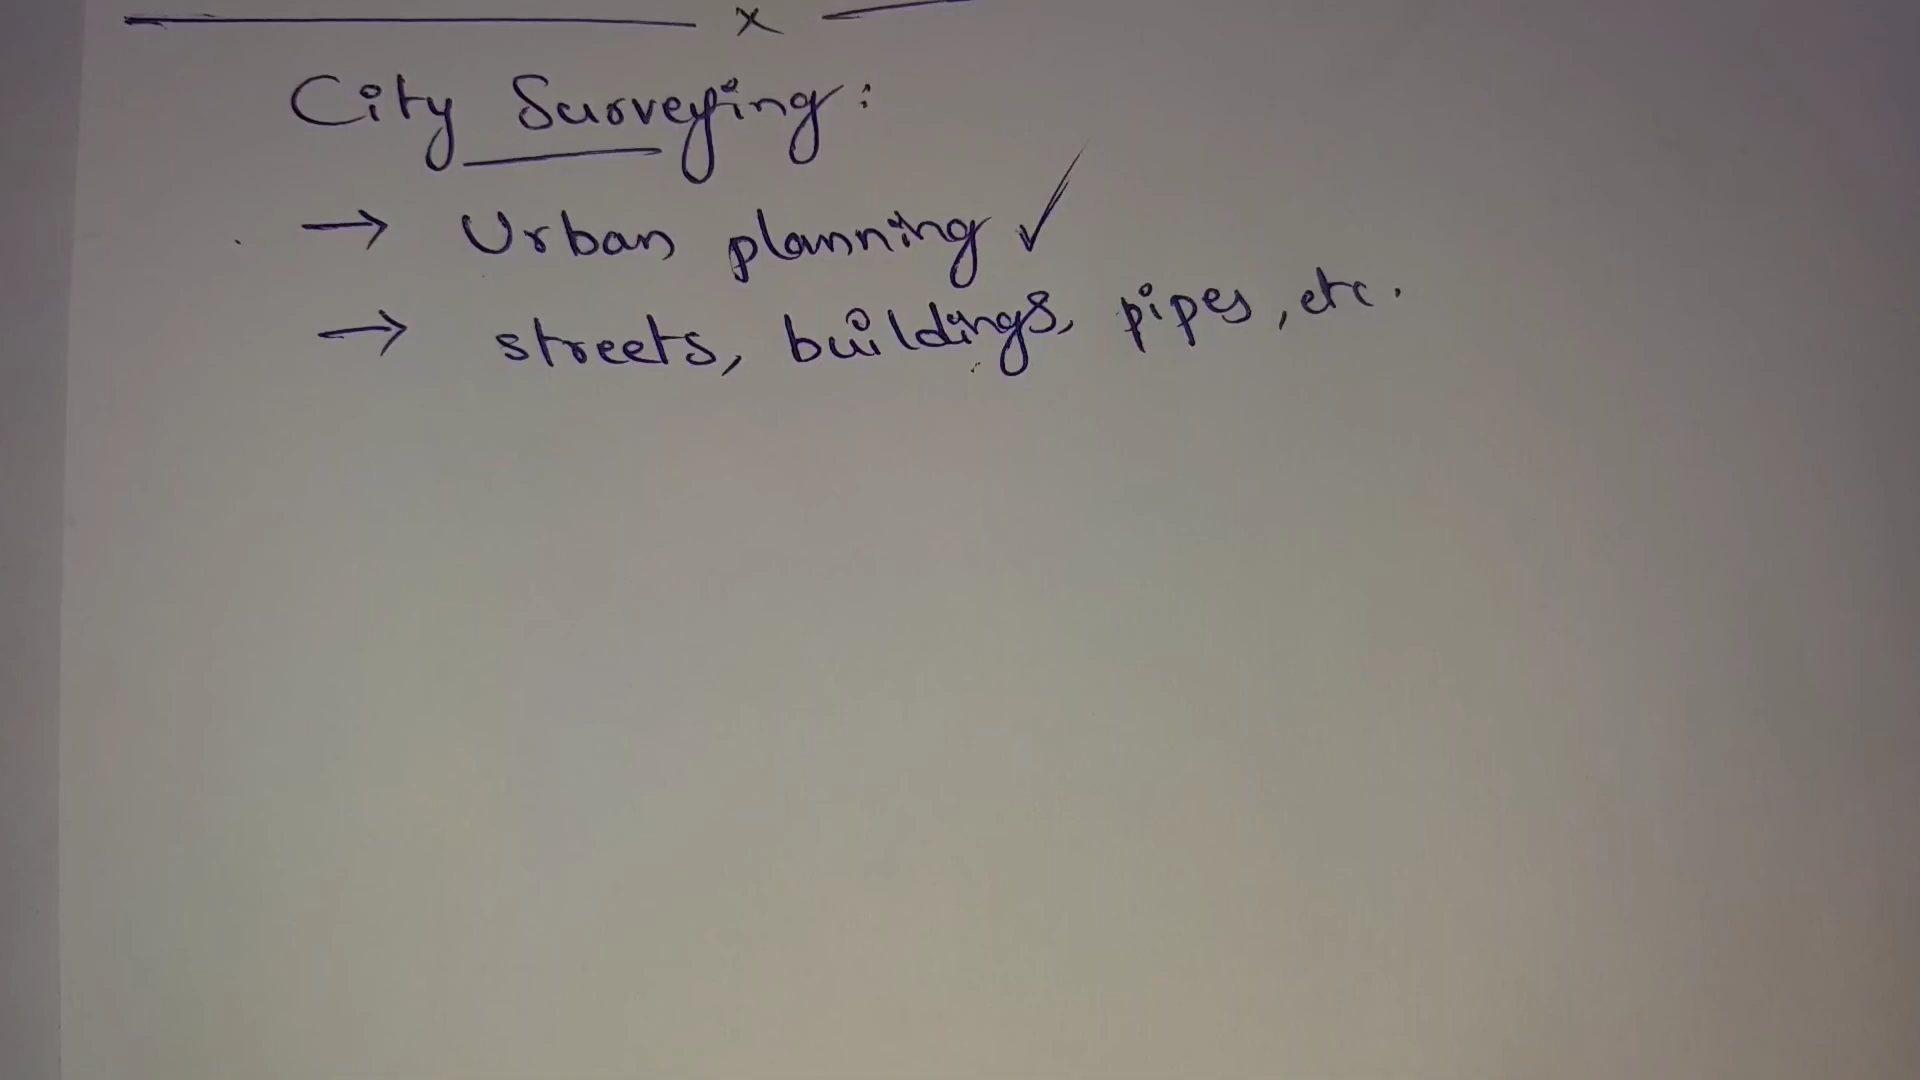 x
City Surveying:
→ Urban planning ✓
→ streets, buildings, pipes, etc.